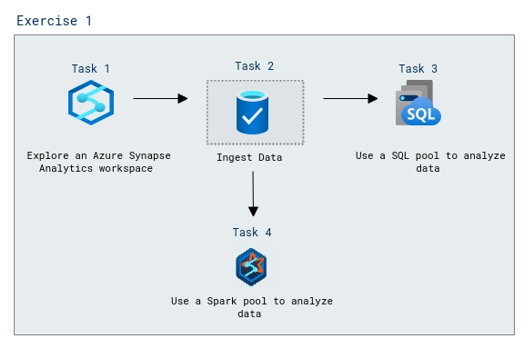 Exercise 1
Task 1
Task 2
Task 3
SQL
Explore an Azure Synapse
Analytics workspace
Ingest Data
Use a SQL pool to analyze
data
Task 4
Use a Spark pool to analyze
data